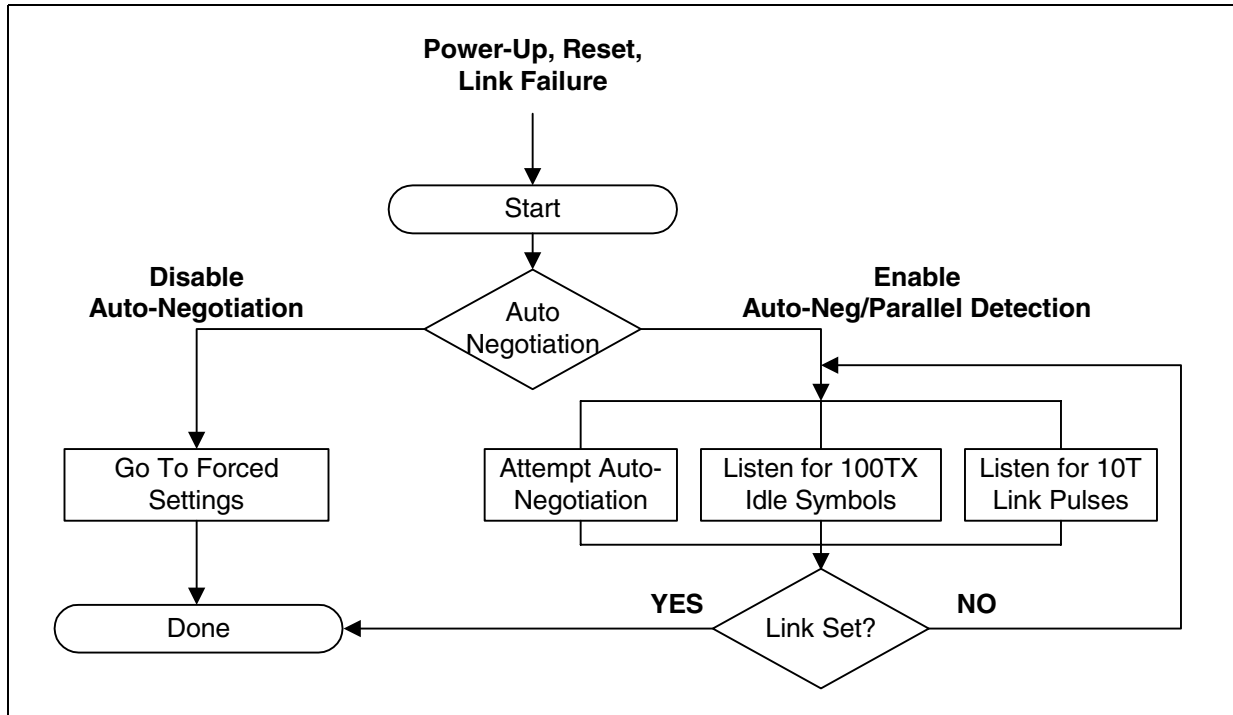 Power-Up, Reset,
Link Failure
Start
Disable
Auto-Negotiation
Auto
Negotiation
Enable
Auto-Neg/Parallel Detection
Go To Forced
Settings
Attempt Auto-
Negotiation
Listen for 100TX
Idle Symbols
Listen for 10T
Link Pulses
Done
YES
Link Set?
NO